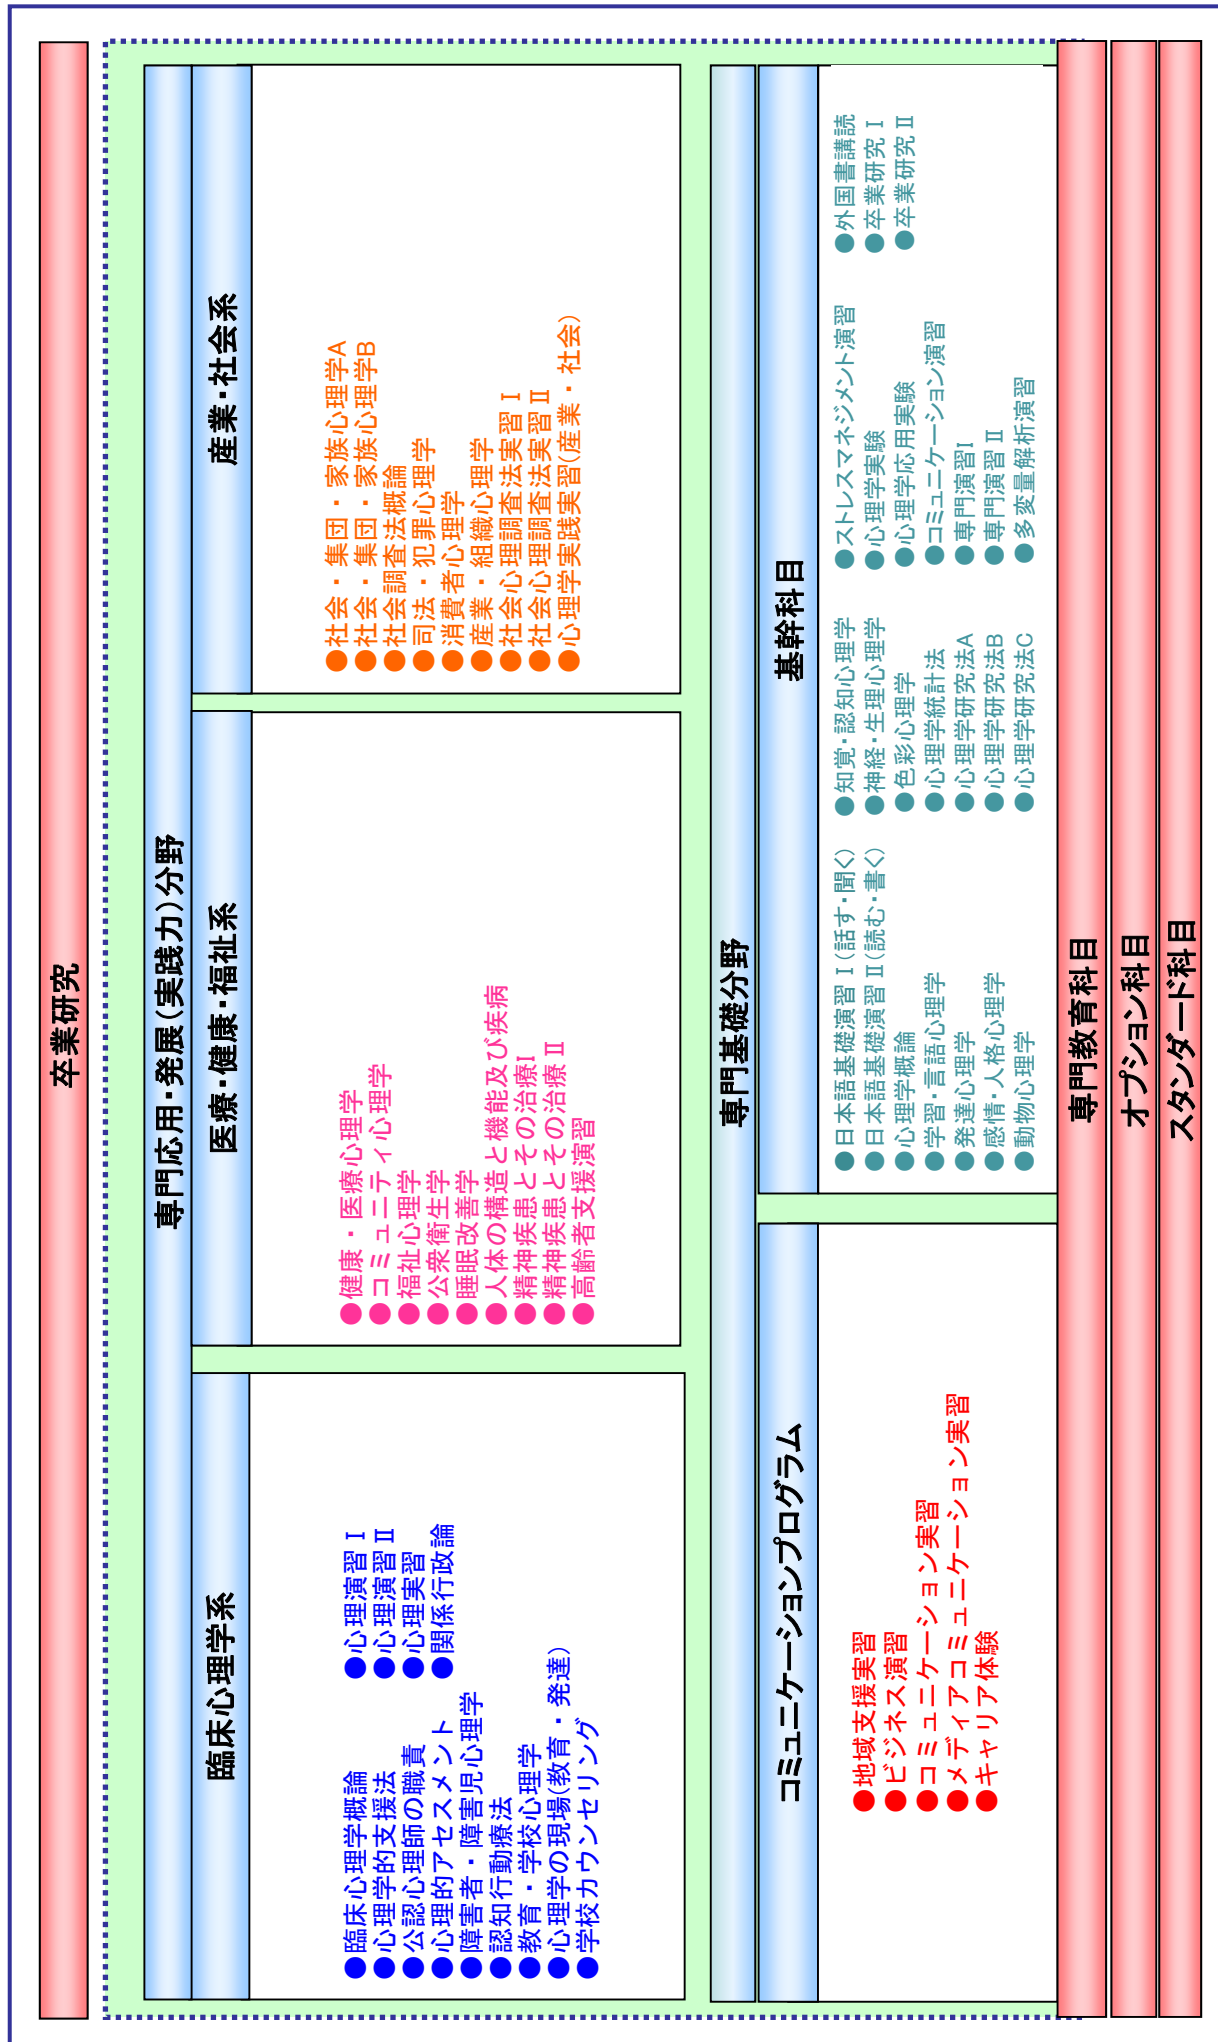 卒業研究
専門応用・発展(実践力)分野
臨床心理学系
●臨床心理学概論
●心理学的支援法
●公認心理師の職責
●心理的アセスメント
●障害者・障害児心理学
●認知行動療法
●教育・学校心理学
●心理学の現場(教育・発達)
●学校カウンセリング
●心理演習Ⅰ
●心理演習Ⅱ
●心理実習
●関係行政論
医療・健康・福祉系
●健康・医療心理学
●コミュニティ心理学
●福祉心理学
●公衆衛生学
●睡眠改善学
●人体の構造と機能及び疾病
●精神疾患とその治療Ⅰ
●精神疾患とその治療Ⅱ
●高齢者支援演習
産業・社会系
●社会・集団・家族心理学A
●社会・集団・家族心理学B
●社会調査法概論
●司法・犯罪心理学
●消費者心理学
●産業・組織心理学
●社会心理調査法実習Ⅰ
●社会心理調査法実習Ⅱ
●心理学実践実習(産業・社会)
専門基礎分野
コミュニケーションプログラム
●地域支援実習
●ビジネス演習
●コミュニケーション実習
●メディアコミュニケーション実習
●キャリア体験
基幹科目
●日本語基礎演習Ⅰ(話す・聞く)
●日本語基礎演習Ⅱ(読む・書く)
●心理学概論
●学習・言語心理学
●発達心理学
●感情・人格心理学
●動物心理学
●知覚・認知心理学
●神経・生理心理学
●色彩心理学
●心理学統計法
●心理学研究法A
●心理学研究法B
●心理学研究法C
●ストレスマネジメント演習
●心理学実験
●心理学応用実験
●コミュニケーション演習
●専門演習Ⅰ
●専門演習Ⅱ
●多変量解析演習
●外国書講読
●卒業研究Ⅰ
●卒業研究Ⅱ
専門教育科目
オプション科目
スタンダード科目